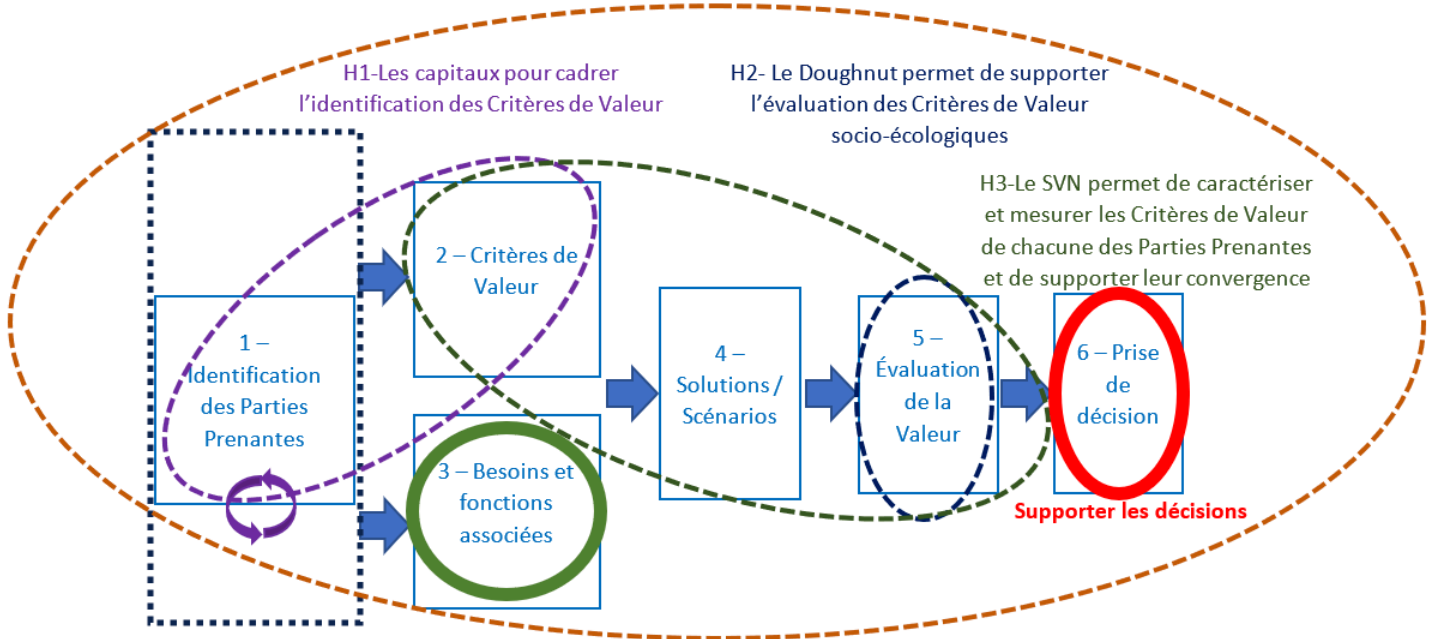 H1-Les capitaux pour cadrer
l'identification des Critères de Valeur
H2- Le Doughnut permet de supporter
l'évaluation des Critères de Valeur
socio-écologiques
H3-Le SVN permet de caractériser
et mesurer les Critères de Valeur
de chacune des Parties Prenantes
et de supporter leur convergence
1 –
Identification
des Parties
Prenantes
2 – Critères de
Valeur
3 – Besoins et
fonctions
associées
4 –
Solutions /
Scénarios
5 –
Évaluation
de la
Valeur
6 – Prise
de
décision
Supporter les décisions